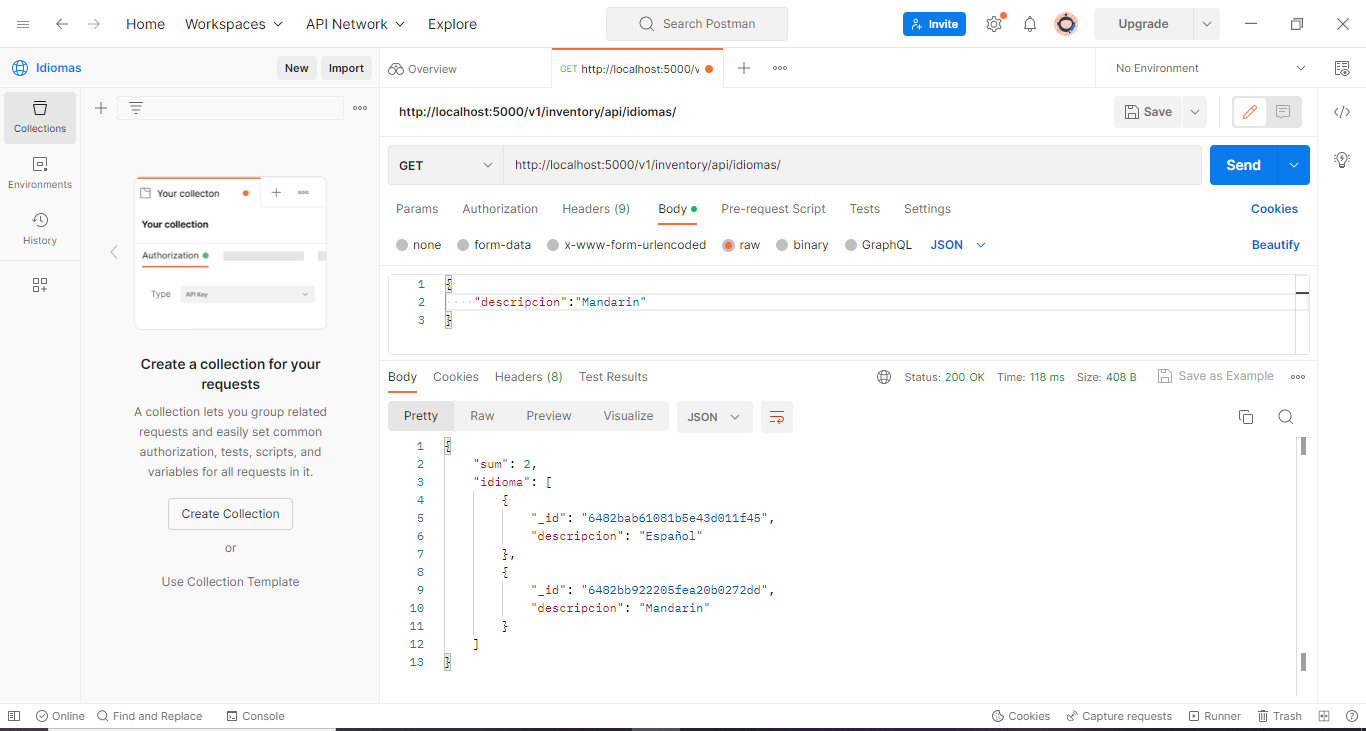 Home Workspaces API Network Explore Search Postman Invite Upgrade
Idiomas New Import Overview GET http://localhost:5000/v No Environment
http://localhost:5000/v1/inventory/api/idiomas/ Save
Collections
Environments
History
GET http://localhost:5000/v1/inventory/api/idiomas/ Send
Params Authorization Headers (9) Body Pre-request Script Tests Settings Cookies
none form-data x-www-form-urlencoded raw binary GraphQL JSON Beautify
1 {
2 "descripcion":"Mandarin"
3 }
Your collecton
Your collection
Authorization
Type API Key
Create a collection for your
requests
A collection lets you group related
requests and easily set common
authorization, tests, scripts, and
variables for all requests in it.
Create Collection
or
Use Collection Template
Body Cookies Headers (8) Test Results Status: 200 OK Time: 118 ms Size: 408 B Save as Example
Pretty Raw Preview Visualize JSON
1 {
2 "sum": 2,
3 "idioma": [
4 {
5 "_id": "6482bab61081b5e43d011f45",
6 "descripcion": "Español"
7 },
8 {
9 "_id": "6482bb922205fea20b0272dd",
10 "descripcion": "Mandarin"
11 }
12 ]
13 }
Online Find and Replace Console Cookies Capture requests Runner Trash